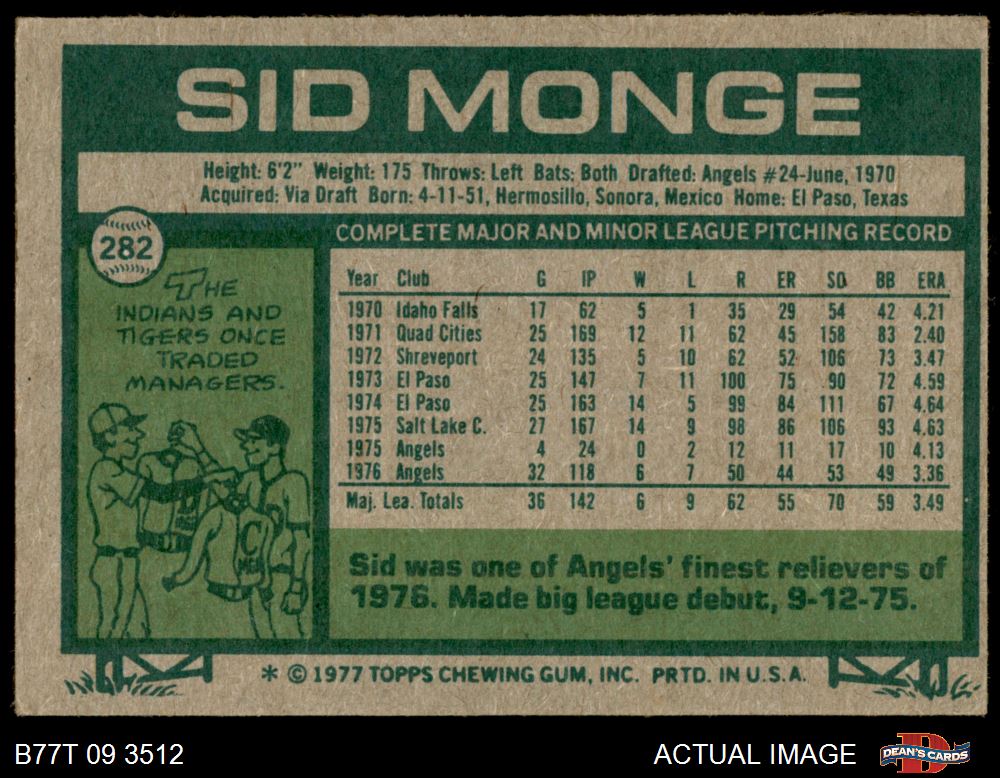 SID MONGE
Height: 6'2" Weight: 175 Throws: Left Bats: Both Drafted: Angels #24-June, 1970
Acquired: Via Draft Born: 4-11-51, Hermosillo, Sonora, Mexico Home: El Paso, Texas
282
THE
INDIANS AND
TIGERS ONCE
TRADED
MANAGERS.
C
COMPLETE MAJOR AND MINOR LEAGUE PITCHING RECORD
Year Club G IP W L R ER SO BB ERA
1970 Idaho Falls 17 62 5 1 35 29 54 42 4.21
1971 Quad Cities 25 169 12 11 62 45 158 83 2.40
1972 Shreveport 24 135 5 10 62 52 106 73 3.47
1973 El Paso 25 147 7 11 100 75 90 72 4.59
1974 El Paso 25 163 14 5 99 84 111 67 4.64
1975 Salt Lake C. 27 167 14 9 98 86 106 93 4.63
1975 Angels 4 24 0 2 12 11 17 10 4.13
1976 Angels 32 118 6 7 50 44 53 49 3.36
Maj. Lea. Totals 36 142 6 9 62 55 70 59 3.49
Sid was one of Angels' finest relievers of
1976. Made big league debut, 9-12-75.
* © 1977 TOPPS CHEWING GUM, INC. PRTD. IN U.S.A.
B77T 09 3512
ACTUAL IMAGE
D
DEAN'S CARDS